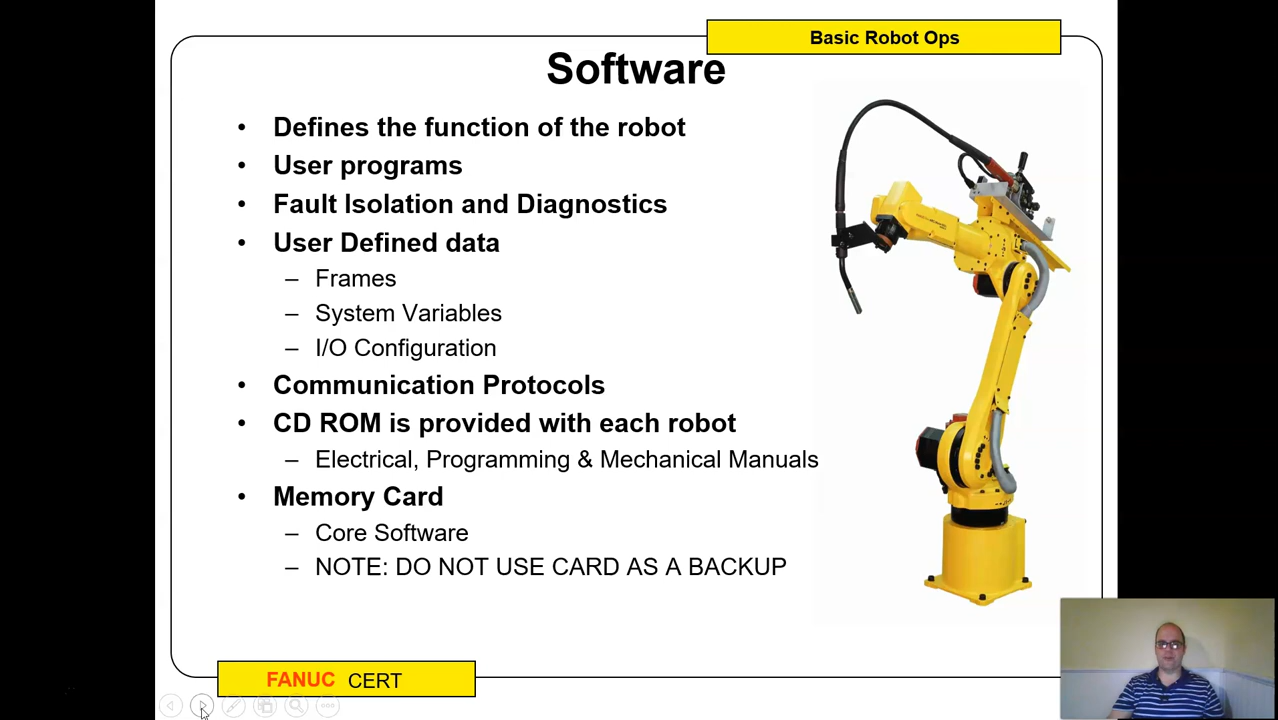 Basic Robot Ops
Software
• Defines the function of the robot
• User programs
• Fault Isolation and Diagnostics
• User Defined data
– Frames
– System Variables
– I/O Configuration
• Communication Protocols
• CD ROM is provided with each robot
– Electrical, Programming & Mechanical Manuals
• Memory Card
– Core Software
– NOTE: DO NOT USE CARD AS A BACKUP
FANUC CERT